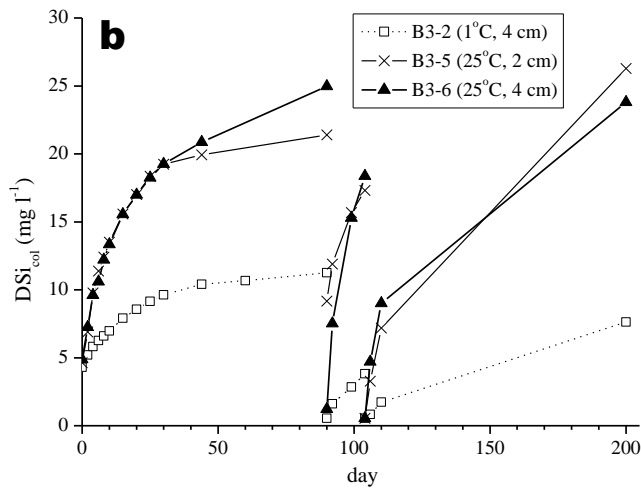 b
B3-2 (1°C, 4 cm)
B3-5 (25°C, 2 cm)
B3-6 (25°C, 4 cm)
30
25
20
15
10
5
0
DSi_col (mg l⁻¹)
0 50 100 150 200
day